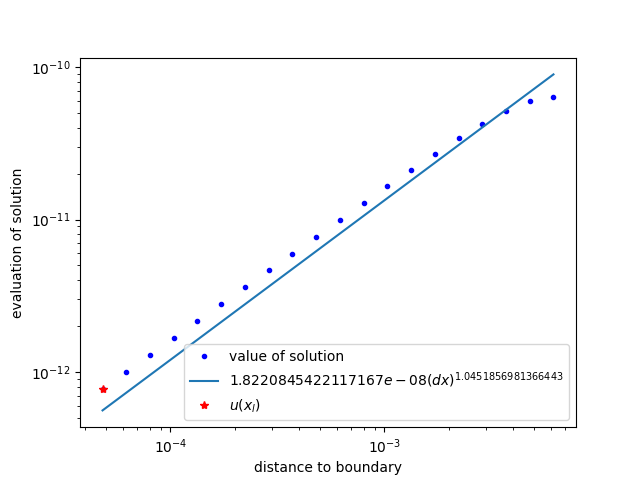 10^{-10}
10^{-11}
10^{-12}
evaluation of solution
value of solution
1.8220845422117167e − 08(dx)^{1.0451856981366443}
u(x_l)
10^{-4}
10^{-3}
distance to boundary